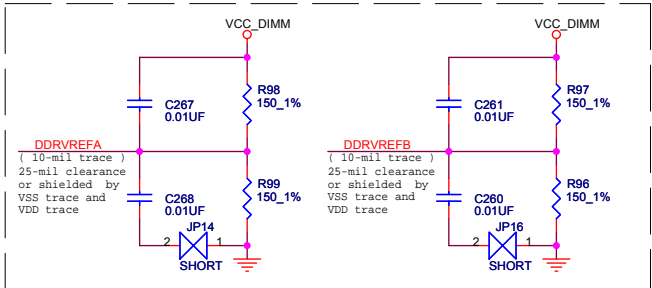 VCC_DIMM
C267
0.01UF
R98
150_1%
DDRVREFA
( 10-mil trace )
25-mil clearance
or shielded by
VSS trace and
VDD trace
C268
0.01UF
R99
150_1%
JP14
2 1
SHORT
VCC_DIMM
C261
0.01UF
R97
150_1%
DDRVREFB
( 10-mil trace )
25-mil clearance
or shielded by
VSS trace and
VDD trace
C260
0.01UF
R96
150_1%
JP16
2 1
SHORT